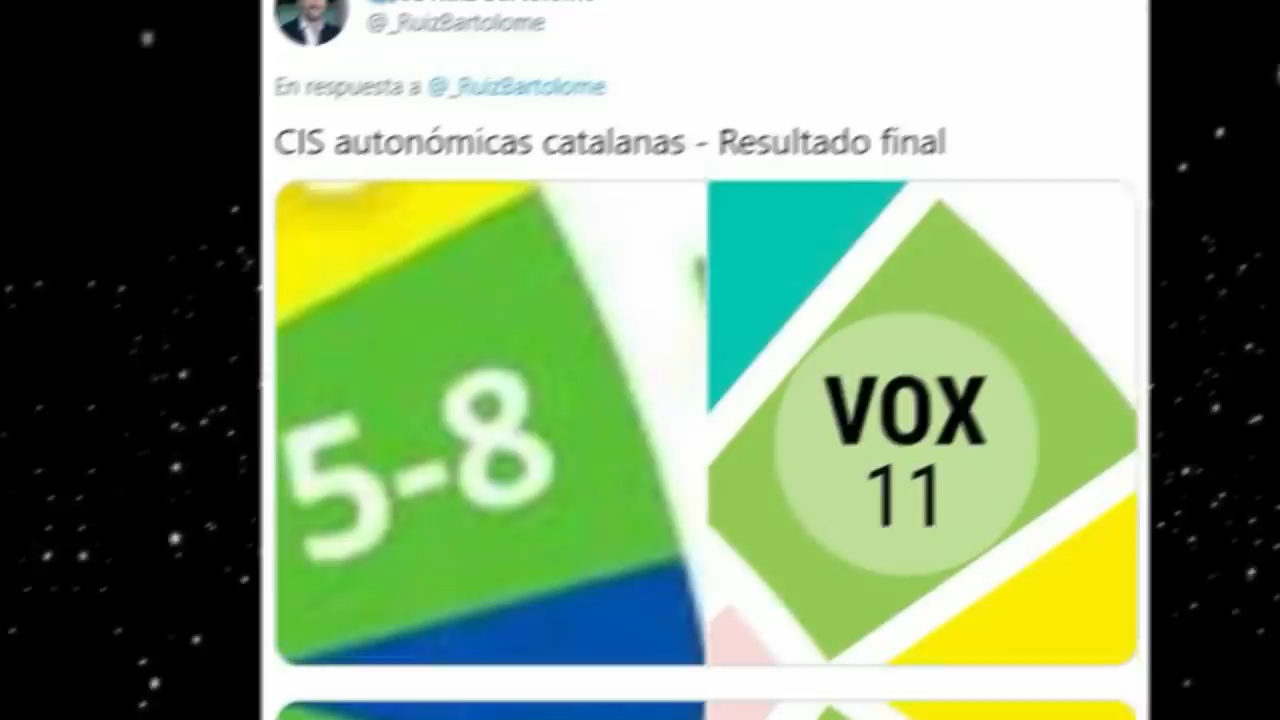 @_RuizBartolome
En respuesta a @_RuizBartolome
CIS autonómicas catalanas - Resultado final
5-8
VOX
11